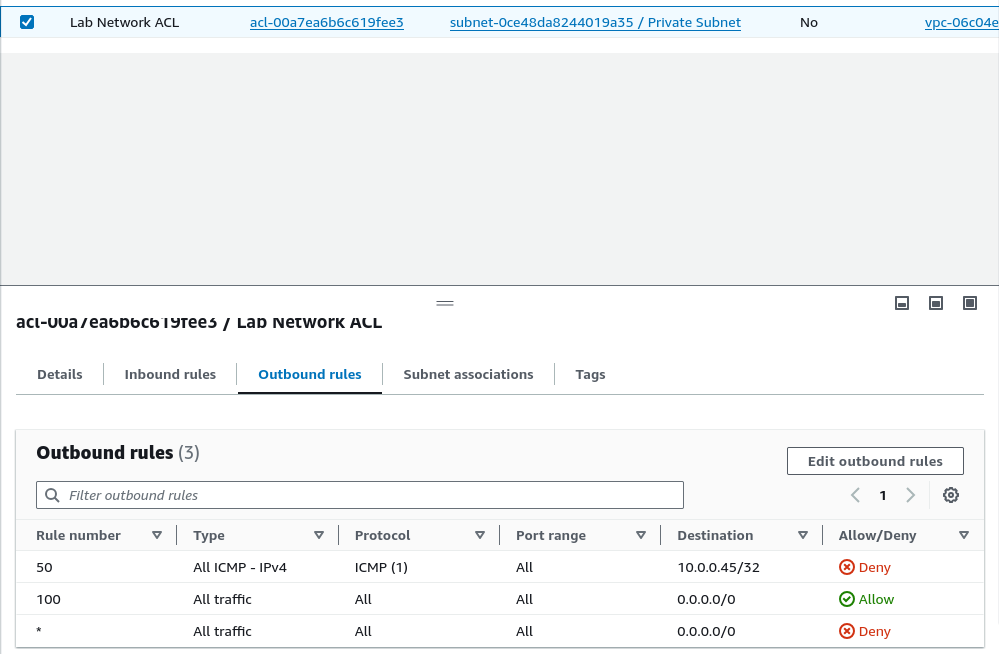 Lab Network ACL acl-00a7ea6b6c619fee3 subnet-0ce48da8244019a35 / Private Subnet No vpc-06c04e
acl-00a7ea6b6c619fee3 / Lab Network ACL
Details Inbound rules Outbound rules Subnet associations Tags
Outbound rules (3)
Edit outbound rules
Filter outbound rules
1
Rule number Type Protocol Port range Destination Allow/Deny
50 All ICMP - IPv4 ICMP (1) All 10.0.0.45/32 Deny
100 All traffic All All 0.0.0.0/0 Allow
* All traffic All All 0.0.0.0/0 Deny